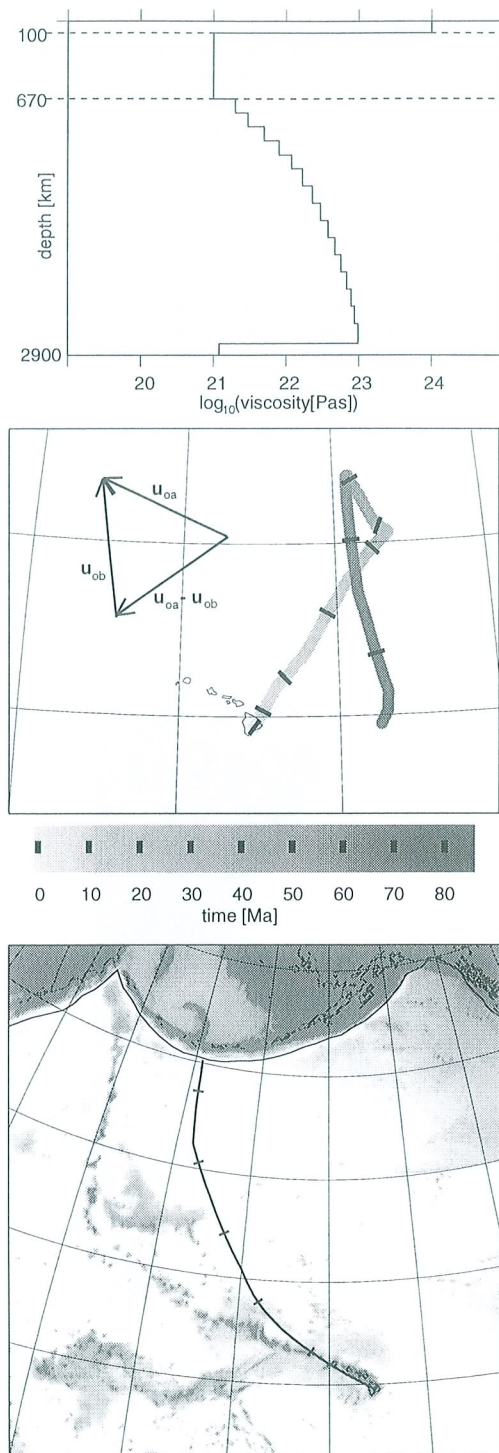 100
670
depth [km]
2900
20 21 22 23 24
log10(viscosity[Pas])
uoa
uob
uoa - uob
0 10 20 30 40 50 60 70 80
time [Ma]